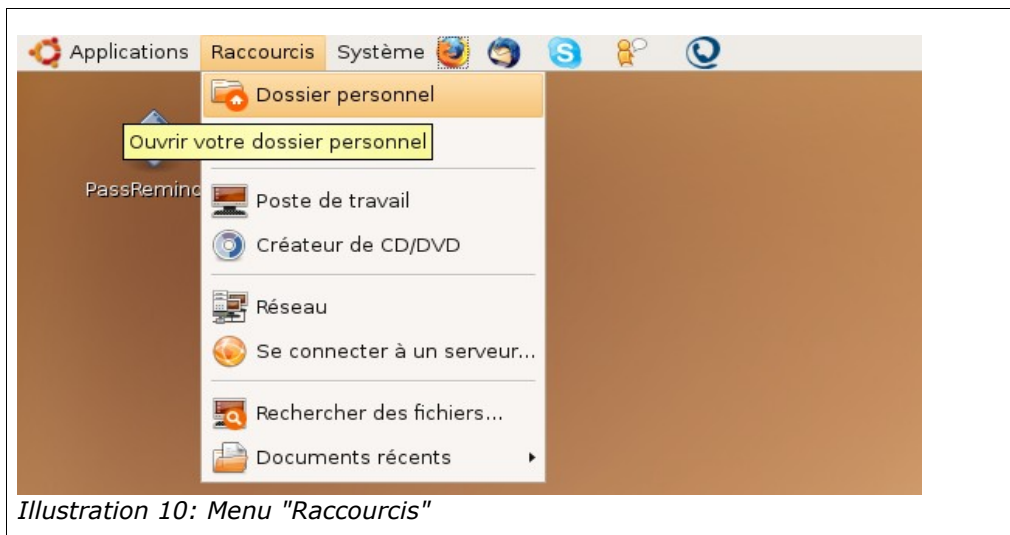 Applications Raccourcis Système
Dossier personnel
Ouvrir votre dossier personnel
PassRemind
Poste de travail
Créateur de CD/DVD
Réseau
Se connecter à un serveur...
Rechercher des fichiers...
Documents récents
Illustration 10: Menu "Raccourcis"